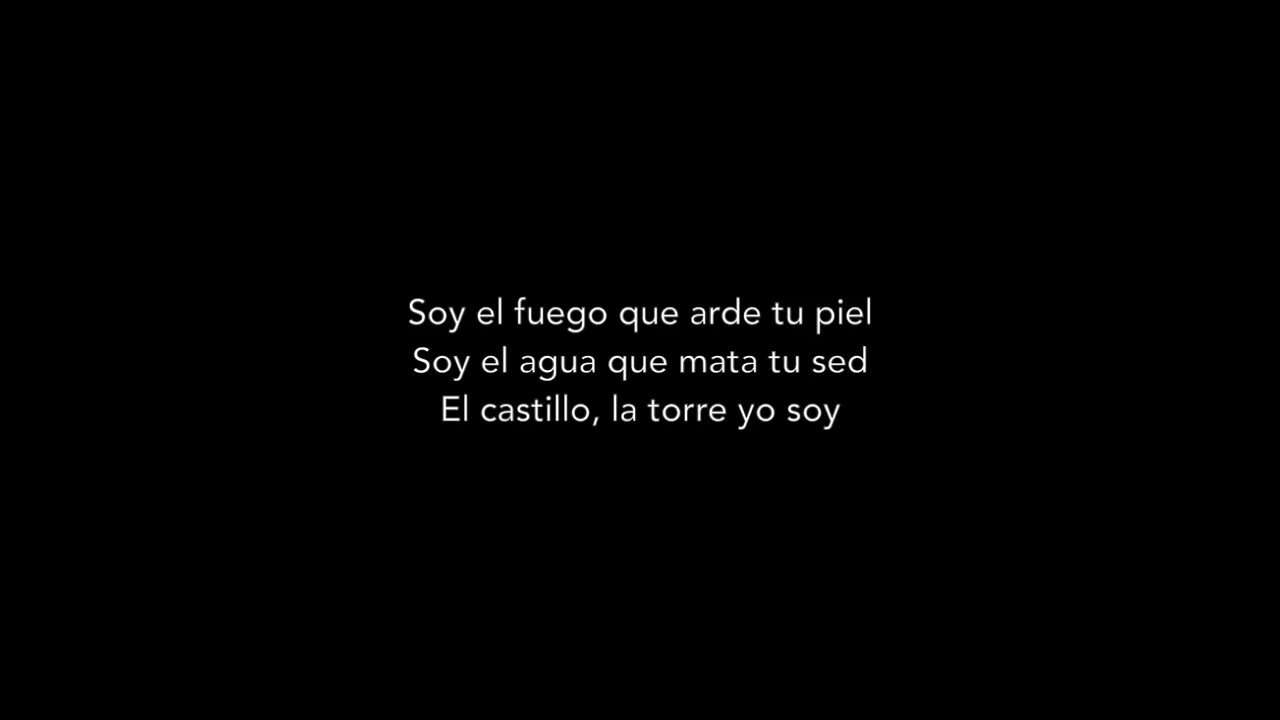 Soy el fuego que arde tu piel
Soy el agua que mata tu sed
El castillo, la torre yo soy